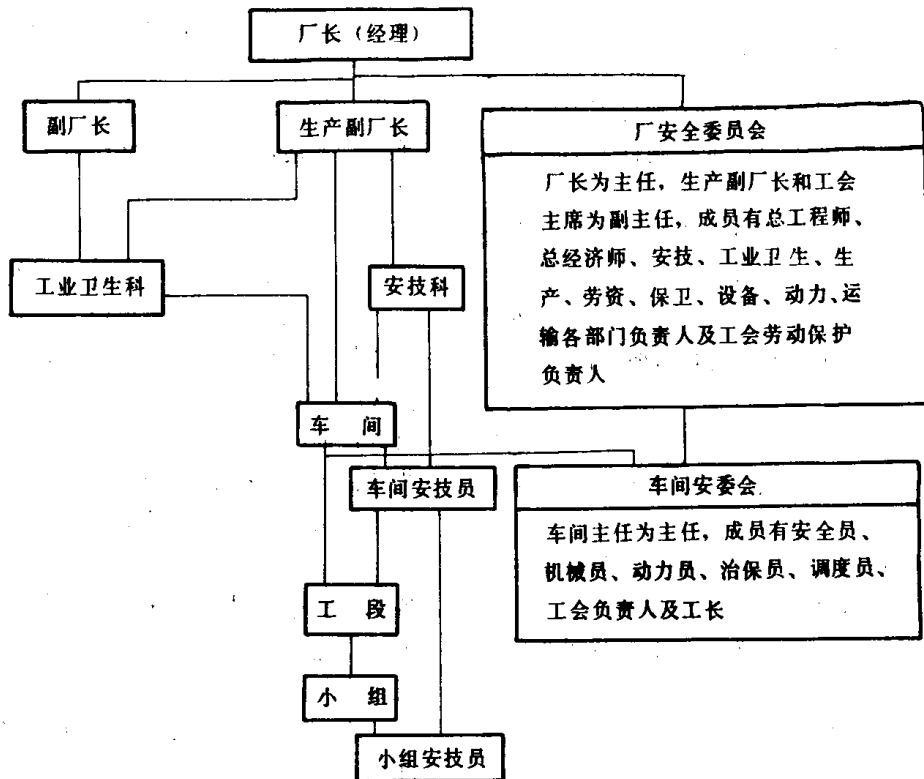 厂长（经理）
副厂长
生产副厂长
厂安全委员会
厂长为主任，生产副厂长和工会
主席为副主任，成员有总工程师、
总经济师、安技、工业卫生、生
产、劳资、保卫、设备、动力、运
输各部门负责人及工会劳动保护
负责人
工业卫生科
安技科
车间
车间安技员
车间安委会
车间主任为主任，成员有安全员、
机械员、动力员、治保员、调度员、
工会负责人及工长
工段
小组
小组安技员